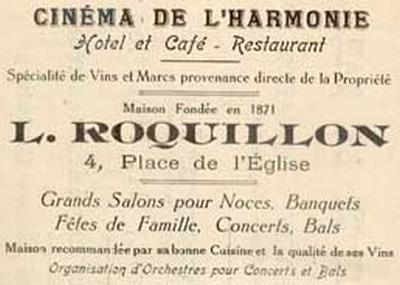 CINÉMA DE L'HARMONIE
Hotel et Café - Restaurant
Spécialité de Vins et Marcs provenance directe de la Propriété
Maison Fondée en 1871
L. ROQUILLON
4, Place de l'Église
Grands Salons pour Noces, Banquets
Fêtes de Famille, Concerts, Bals
Maison recommandée par sa bonne Cuisine et la qualité de ses Vins
Organisation d'Orchestres pour Concerts et Bals